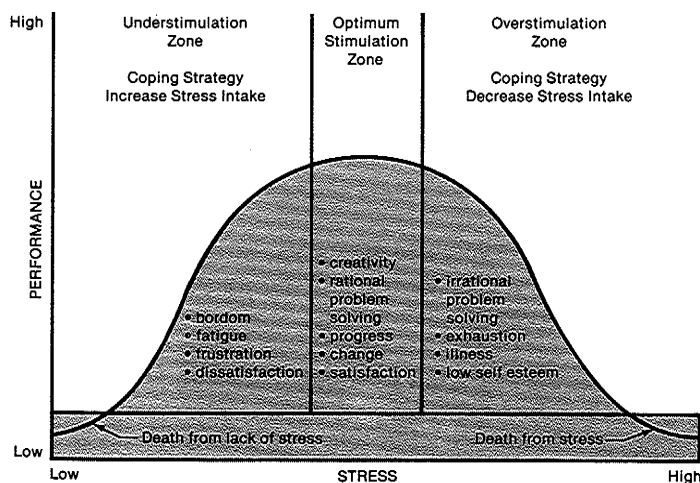 High
Understimulation
Zone
Coping Strategy
Increase Stress Intake
Optimum
Stimulation
Zone
Overstimulation
Zone
Coping Strategy
Decrease Stress Intake
PERFORMANCE
• bordom
• fatigue
• frustration
• dissatisfaction
• creativity
• rational
problem
solving
• progress
• change
• satisfaction
• irrational
problem
solving
• exhaustion
• illness
• low self esteem
Death from lack of stress
Death from stress
Low
Low
STRESS
High